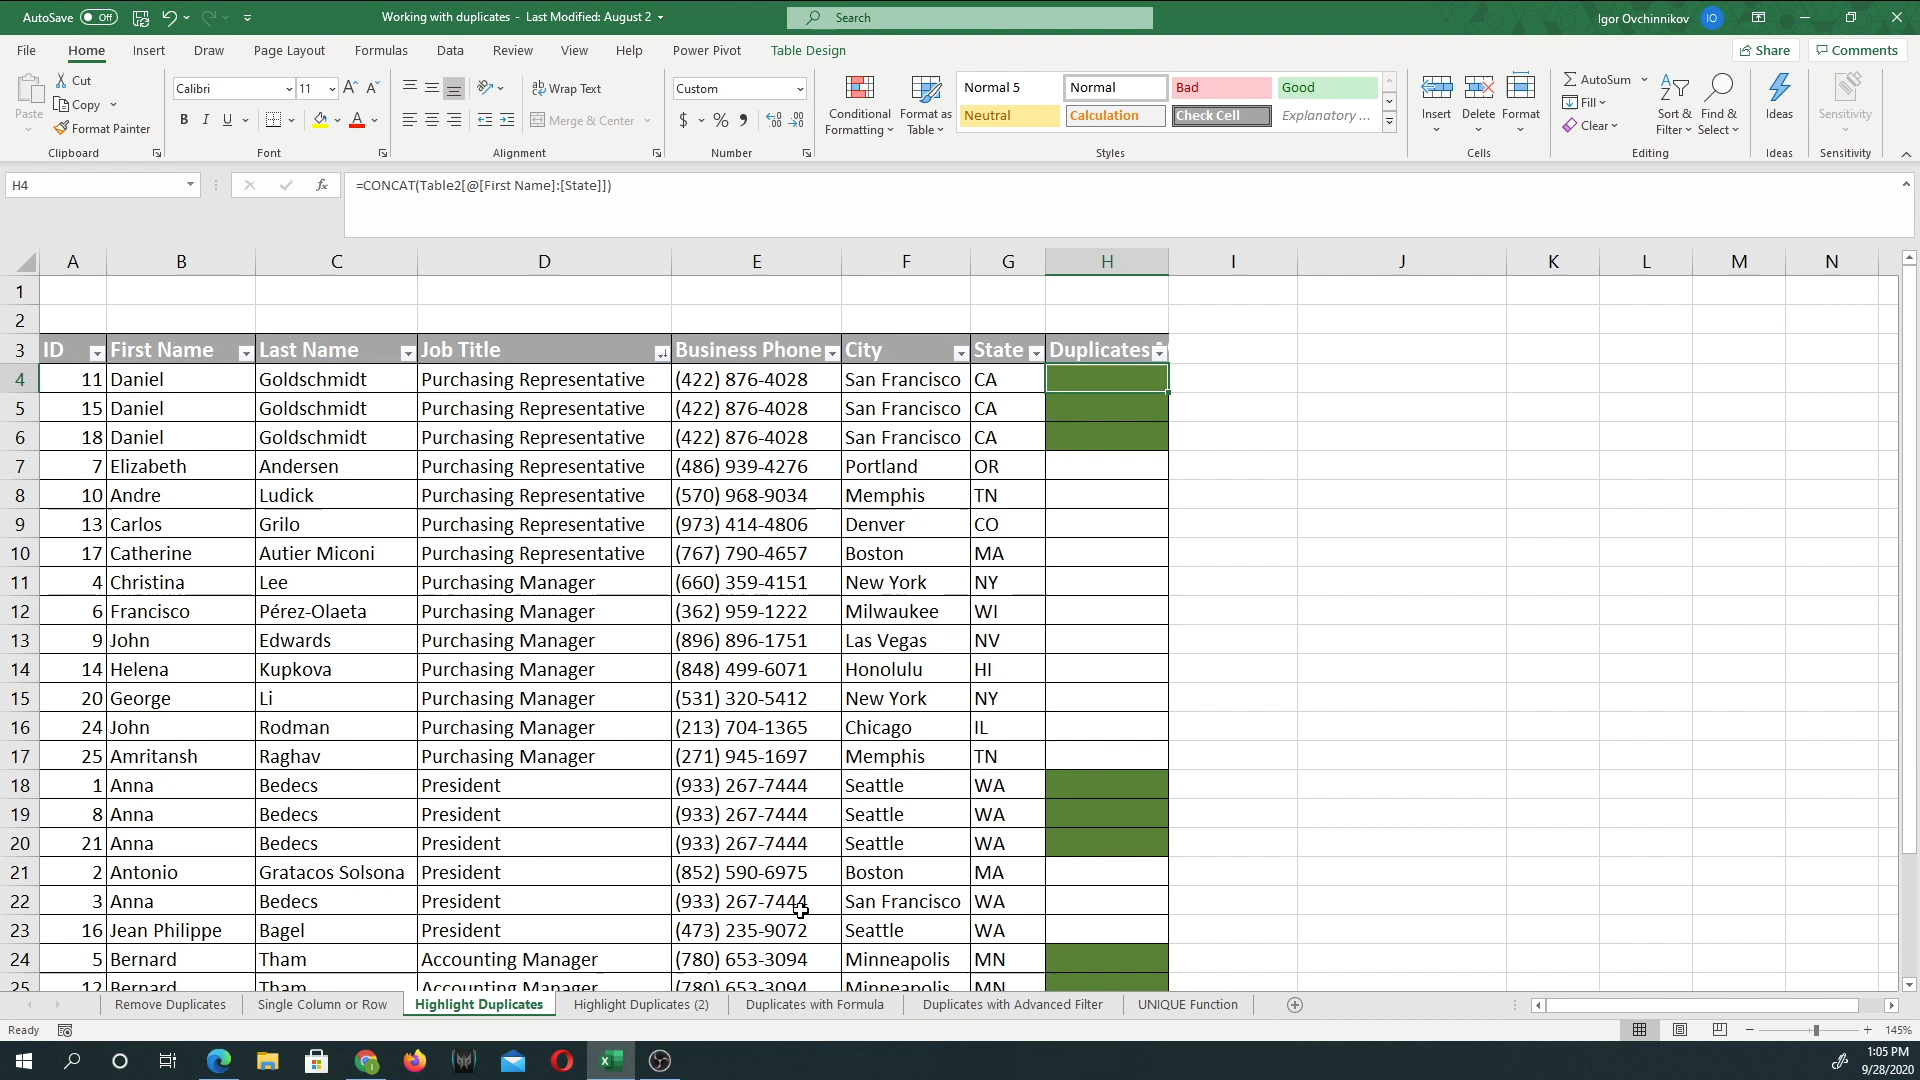 AutoSave Off Working with duplicates - Last Modified: August 2 Search Igor Ovchinnikov IO
File Home Insert Draw Page Layout Formulas Data Review View Help Power Pivot Table Design Share Comments
Paste Cut Copy Format Painter Clipboard
Calibri 11 B I U A A A Font
Wrap Text Merge & Center Alignment
Custom $ % Number
Conditional Formatting Format as Table Normal 5 Normal Bad Good Neutral Calculation Check Cell Explanatory ... Styles
Insert Delete Format Cells
AutoSum Fill Clear Sort & Filter Find & Select Editing
Ideas Ideas
Sensitivity Sensitivity
H4 fx =CONCAT(Table2[@[First Name]:[State]])
A B C D E F G H I J K L M N
1
2
3 ID First Name Last Name Job Title Business Phone City State Duplicates
4 11 Daniel Goldschmidt Purchasing Representative (422) 876-4028 San Francisco CA
5 15 Daniel Goldschmidt Purchasing Representative (422) 876-4028 San Francisco CA
6 18 Daniel Goldschmidt Purchasing Representative (422) 876-4028 San Francisco CA
7 7 Elizabeth Andersen Purchasing Representative (486) 939-4276 Portland OR
8 10 Andre Ludick Purchasing Representative (570) 968-9034 Memphis TN
9 13 Carlos Grilo Purchasing Representative (973) 414-4806 Denver CO
10 17 Catherine Autier Miconi Purchasing Representative (767) 790-4657 Boston MA
11 4 Christina Lee Purchasing Manager (660) 359-4151 New York NY
12 6 Francisco Pérez-Olaeta Purchasing Manager (362) 959-1222 Milwaukee WI
13 9 John Edwards Purchasing Manager (896) 896-1751 Las Vegas NV
14 14 Helena Kupkova Purchasing Manager (848) 499-6071 Honolulu HI
15 20 George Li Purchasing Manager (531) 320-5412 New York NY
16 24 John Rodman Purchasing Manager (213) 704-1365 Chicago IL
17 25 Amritansh Raghav Purchasing Manager (271) 945-1697 Memphis TN
18 1 Anna Bedecs President (933) 267-7444 Seattle WA
19 8 Anna Bedecs President (933) 267-7444 Seattle WA
20 21 Anna Bedecs President (933) 267-7444 Seattle WA
21 2 Antonio Gratacos Solsona President (852) 590-6975 Boston MA
22 3 Anna Bedecs President (933) 267-7444 San Francisco WA
23 16 Jean Philippe Bagel President (473) 235-9072 Seattle WA
24 5 Bernard Tham Accounting Manager (780) 653-3094 Minneapolis MN
25 12 Bernard Tham Accounting Manager (780) 653-3094 Minneapolis MN
Remove Duplicates Single Column or Row Highlight Duplicates Highlight Duplicates (2) Duplicates with Formula Duplicates with Advanced Filter UNIQUE Function
Ready 145%
1:05 PM
9/28/2020